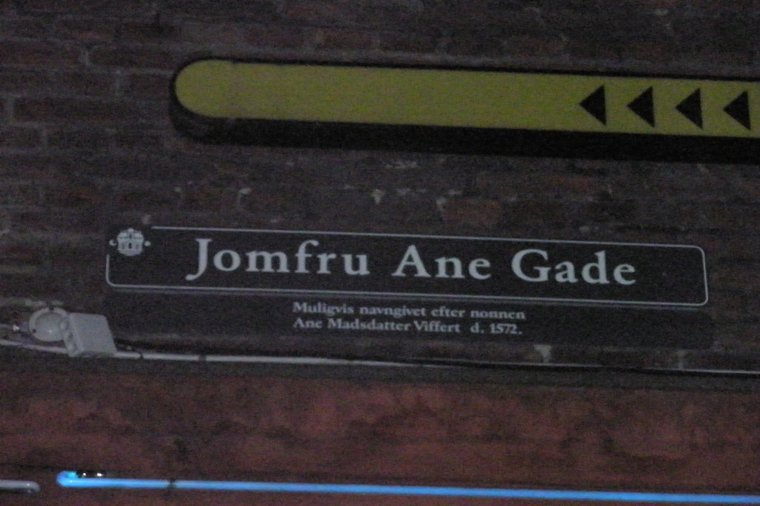 Jomfru Ane Gade
Muligvis navngivet efter nonnen
Ane Madsdatter Viffert d. 1572.